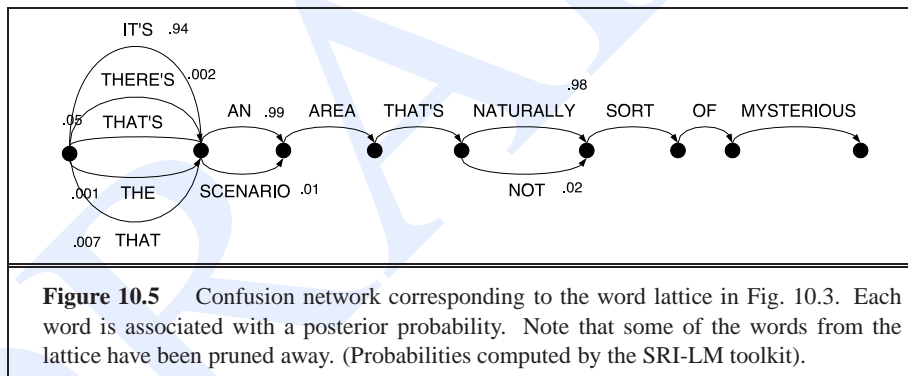 IT'S .94
THERE'S .002
.05 THAT'S AN .99 AREA THAT'S NATURALLY .98 SORT OF MYSTERIOUS
.001 THE SCENARIO .01 NOT .02
.007 THAT
Figure 10.5 Confusion network corresponding to the word lattice in Fig. 10.3. Each
word is associated with a posterior probability. Note that some of the words from the
lattice have been pruned away. (Probabilities computed by the SRI-LM toolkit).